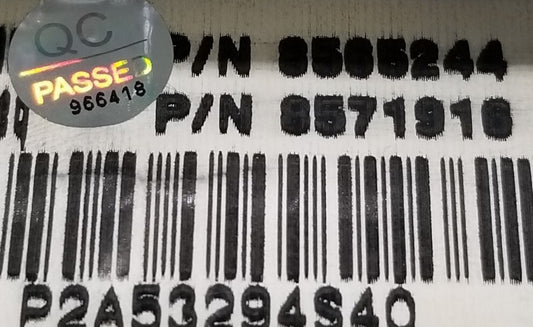 QC
PASSED
966418
P/N 8565244
P/N 8571916
P2A53294S40